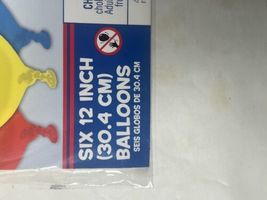 SIX 12 INCH
(30.4 CM)
BALLOONS
SEIS GLOBOS DE 30.4 CM